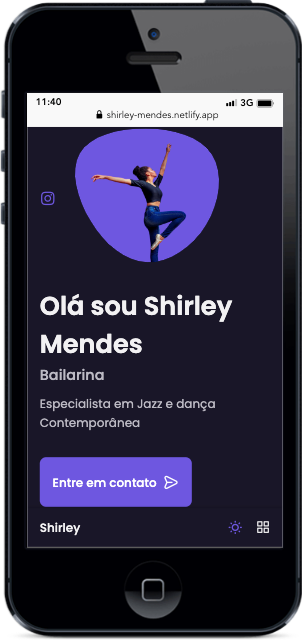 11:40
3G
shirley-mendes.netlify.app
Olá sou Shirley
Mendes
Bailarina
Especialista em Jazz e dança
Contemporânea
Entre em contato
Shirley